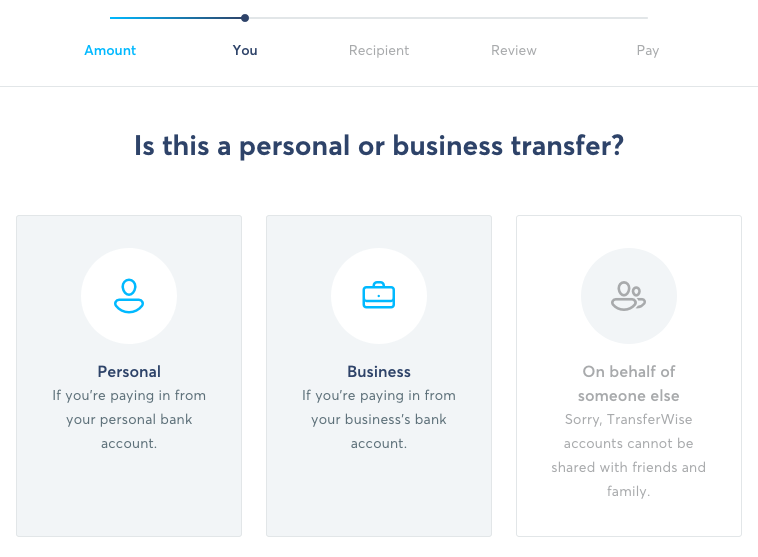 Amount
You
Recipient
Review
Pay
Is this a personal or business transfer?
Personal
If you're paying in from
your personal bank
account.
Business
If you're paying in from
your business's bank
account.
On behalf of
someone else
Sorry, TransferWise
accounts cannot be
shared with friends and
family.